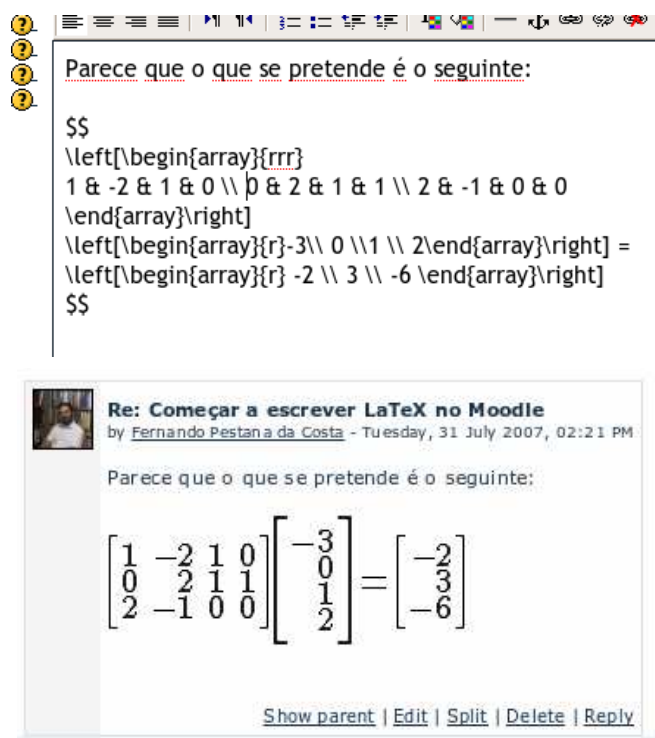 Parece que o que se pretende é o seguinte:
$$
\left[\begin{array}{rrr}
1 & -2 & 1 & 0 \\ 0 & 2 & 1 & 1 \\ 2 & -1 & 0 & 0
\end{array}\right]
\left[\begin{array}{r}-3\\ 0 \\1 \\ 2\end{array}\right] =
\left[\begin{array}{r} -2 \\ 3 \\ -6 \end{array}\right]
$$
Re: Começar a escrever LaTeX no Moodle
by Fernando Pestana da Costa - Tuesday, 31 July 2007, 02:21 PM
Parece que o que se pretende é o seguinte:
[1 −2 1 0] [−3] = [−2]
[0 2 1 1] [0] [3]
[2 −1 0 0] [1] [−6]
[2]
Show parent | Edit | Split | Delete | Reply